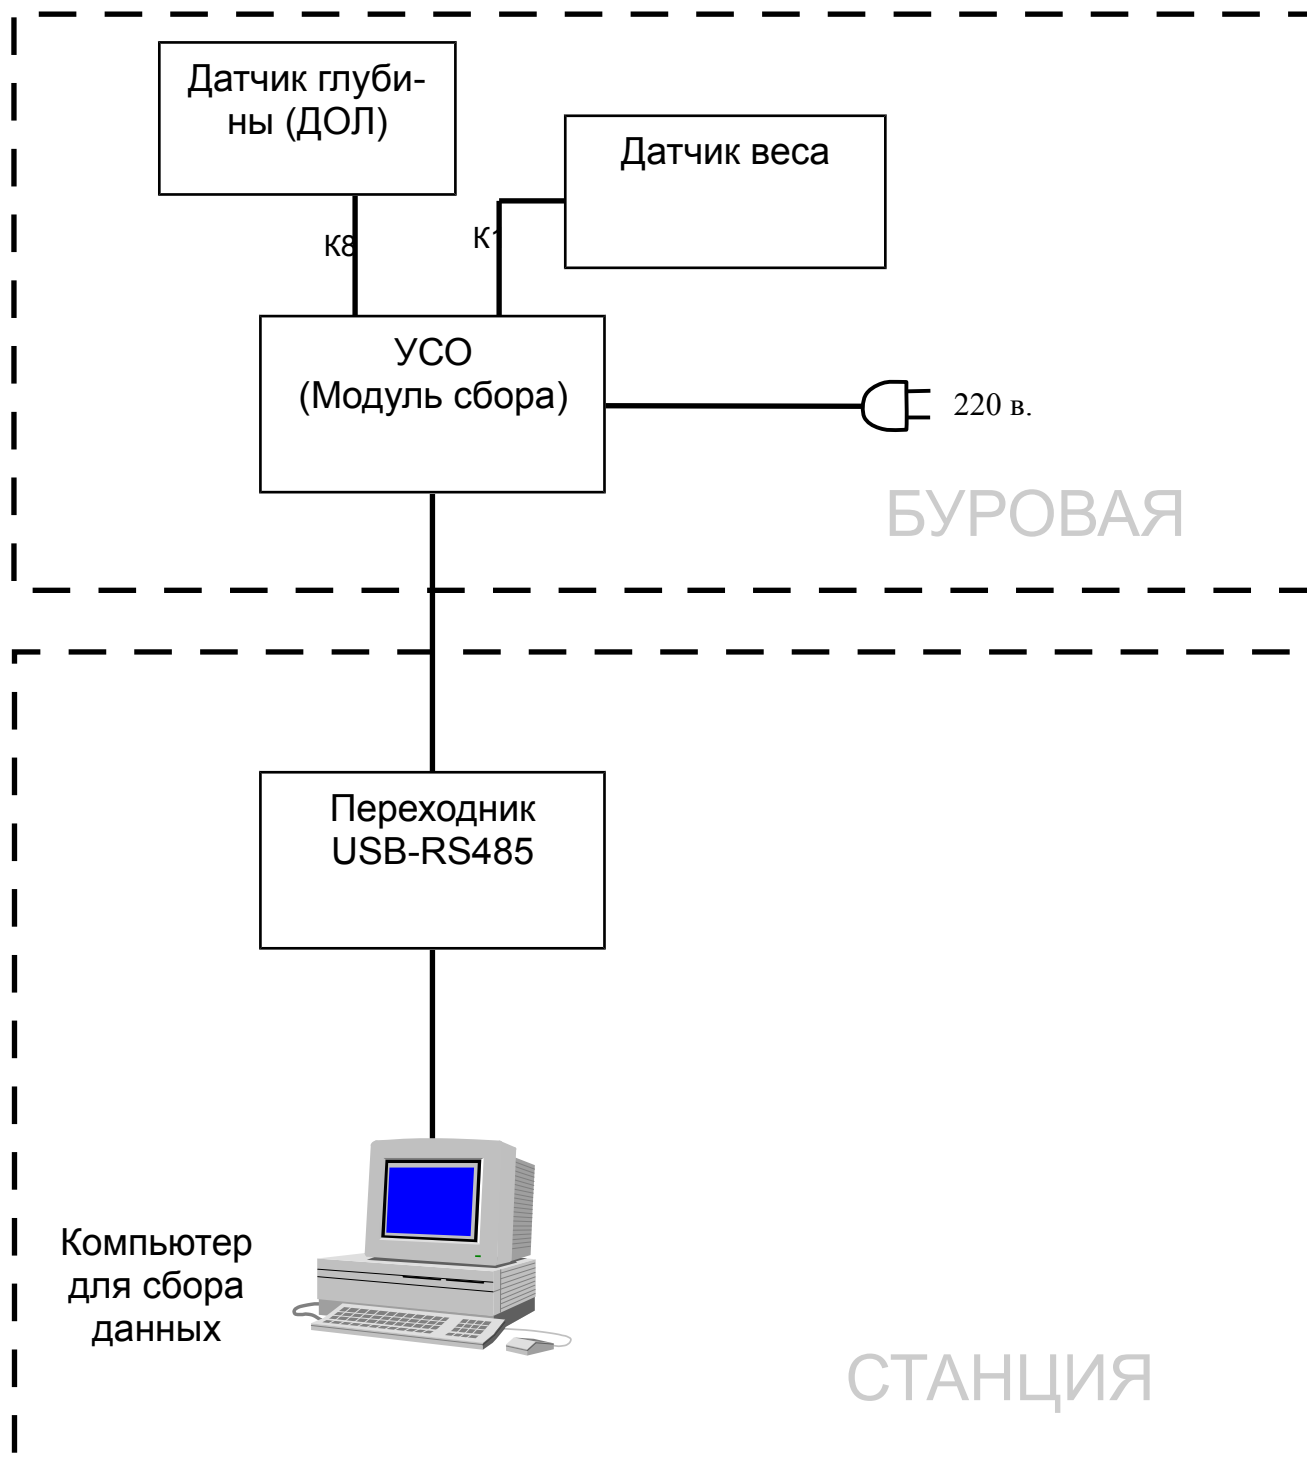 Датчик глуби-
ны (ДОЛ)
Датчик веса
К8
К1
УСО
(Модуль сбора)
220 в.
БУРОВАЯ
Переходник
USB-RS485
Компьютер
для сбора
данных
СТАНЦИЯ